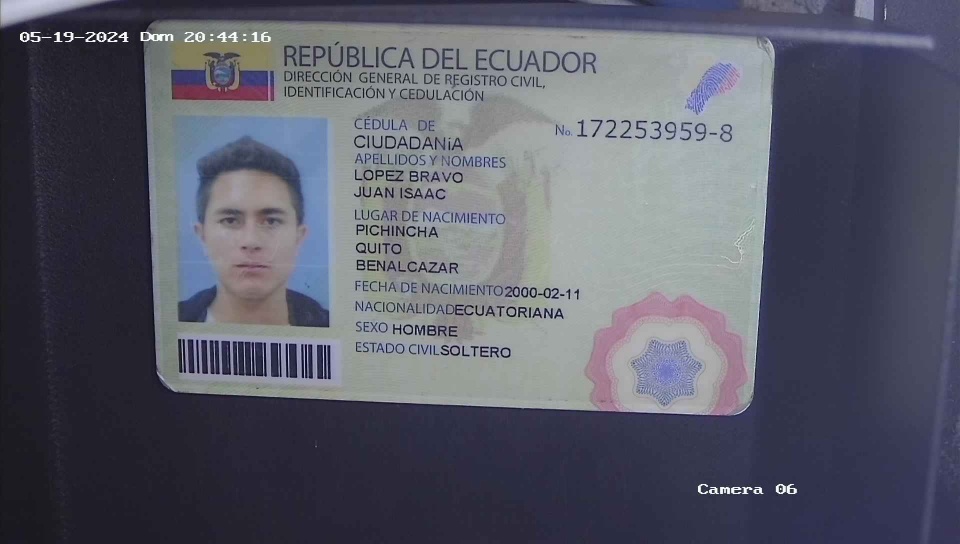 05-19-2024 Dom 20:44:16
REPÚBLICA DEL ECUADOR
DIRECCIÓN GENERAL DE REGISTRO CIVIL,
IDENTIFICACIÓN Y CEDULACIÓN
CÉDULA DE
CIUDADANíA
No. 172253959-8
APELLIDOS Y NOMBRES
LOPEZ BRAVO
JUAN ISAAC
LUGAR DE NACIMIENTO
PICHINCHA
QUITO
BENALCAZAR
FECHA DE NACIMIENTO 2000-02-11
NACIONALIDAD ECUATORIANA
SEXO HOMBRE
ESTADO CIVIL SOLTERO
Camera 06